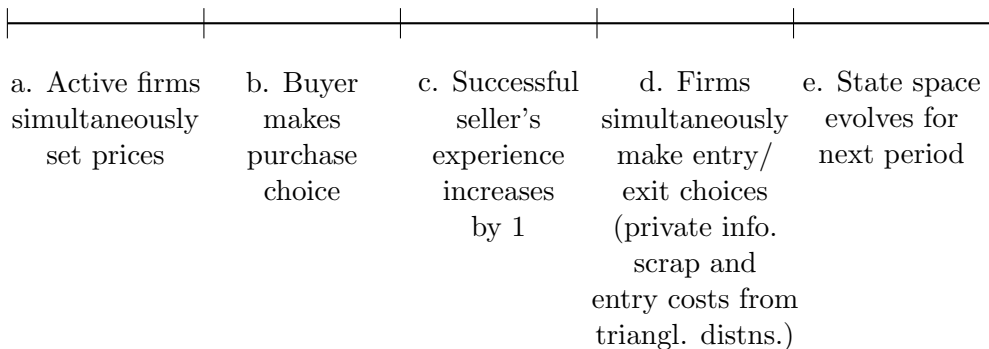 a. Active firms
simultaneously
set prices
b. Buyer
makes
purchase
choice
c. Successful
seller's
experience
increases
by 1
d. Firms
simultaneously
make entry/
exit choices
(private info.
scrap and
entry costs from
triangl. distns.)
e. State space
evolves for
next period